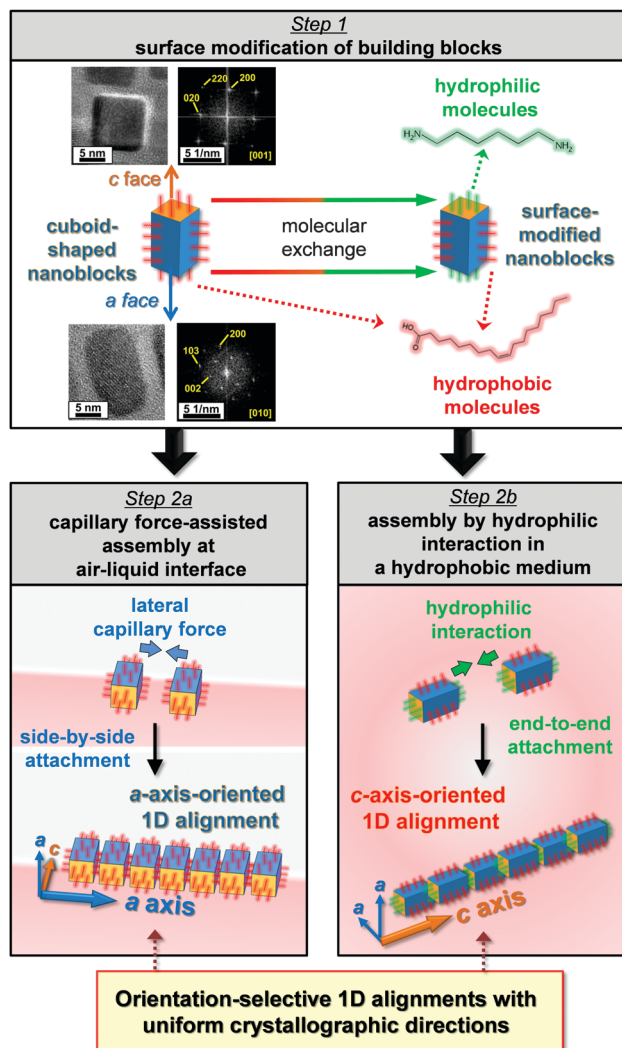 Step 1
surface modification of building blocks
220
200
020
5 nm
5 1/nm
[001]
hydrophilic
molecules
H₂N
NH₂
c face
cuboid-
shaped
nanoblocks
molecular
exchange
surface-
modified
nanoblocks
a face
200
103
002
5 nm
5 1/nm
[010]
HO
O
hydrophobic
molecules
Step 2a
capillary force-assisted
assembly at
air-liquid interface
lateral
capillary force
side-by-side
attachment
a-axis-oriented
1D alignment
a
c
a axis
Step 2b
assembly by hydrophilic
interaction in
a hydrophobic medium
hydrophilic
interaction
end-to-end
attachment
c-axis-oriented
1D alignment
a
a
c axis
Orientation-selective 1D alignments with
uniform crystallographic directions